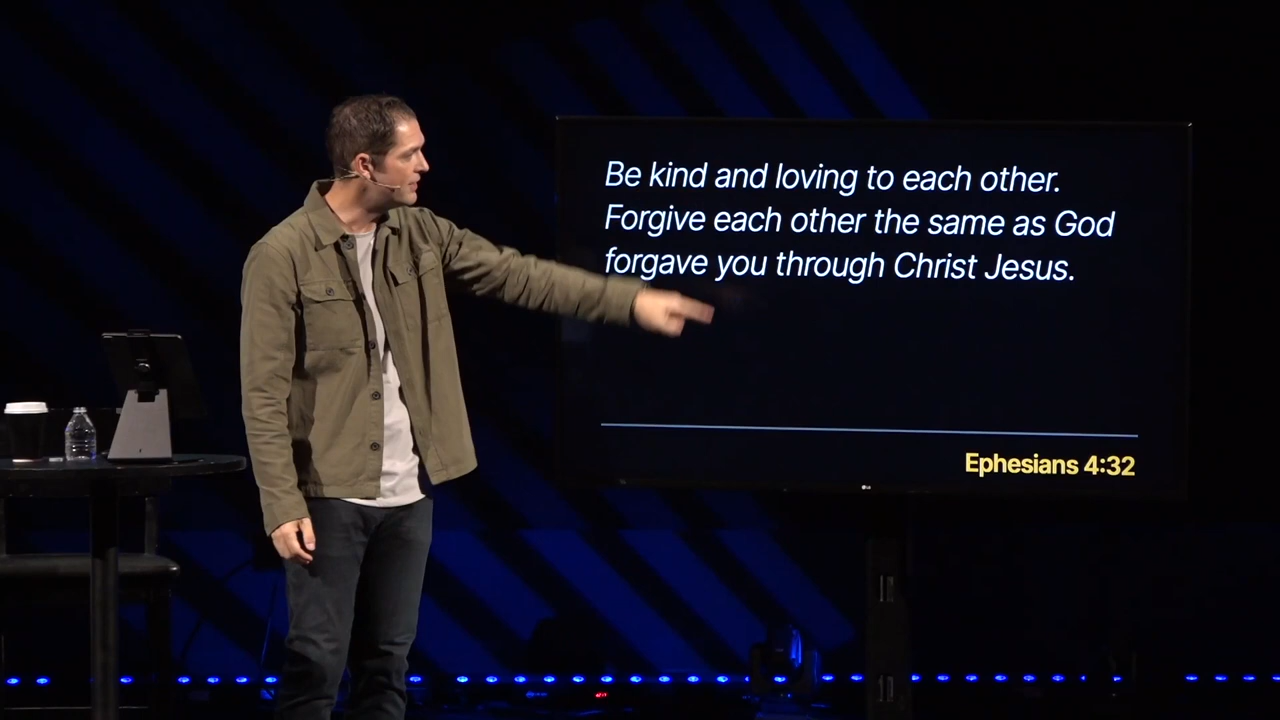 Be kind and loving to each other.
Forgive each other the same as God
forgave you through Christ Jesus.
Ephesians 4:32
LG